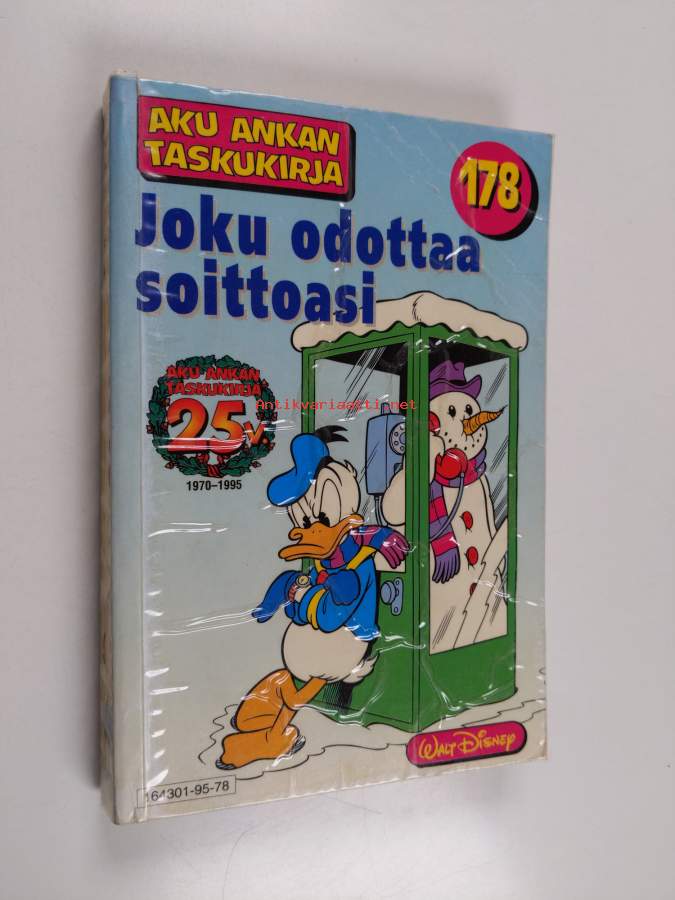 AKU ANKAN
TASKUKIRJA
178
Joku odottaa
soittoasi
AKU ANKAN
TASKUKIRJA
25v.
1970-1995
Antikvariaatti.net
WALT DISNEY
164301-95-78